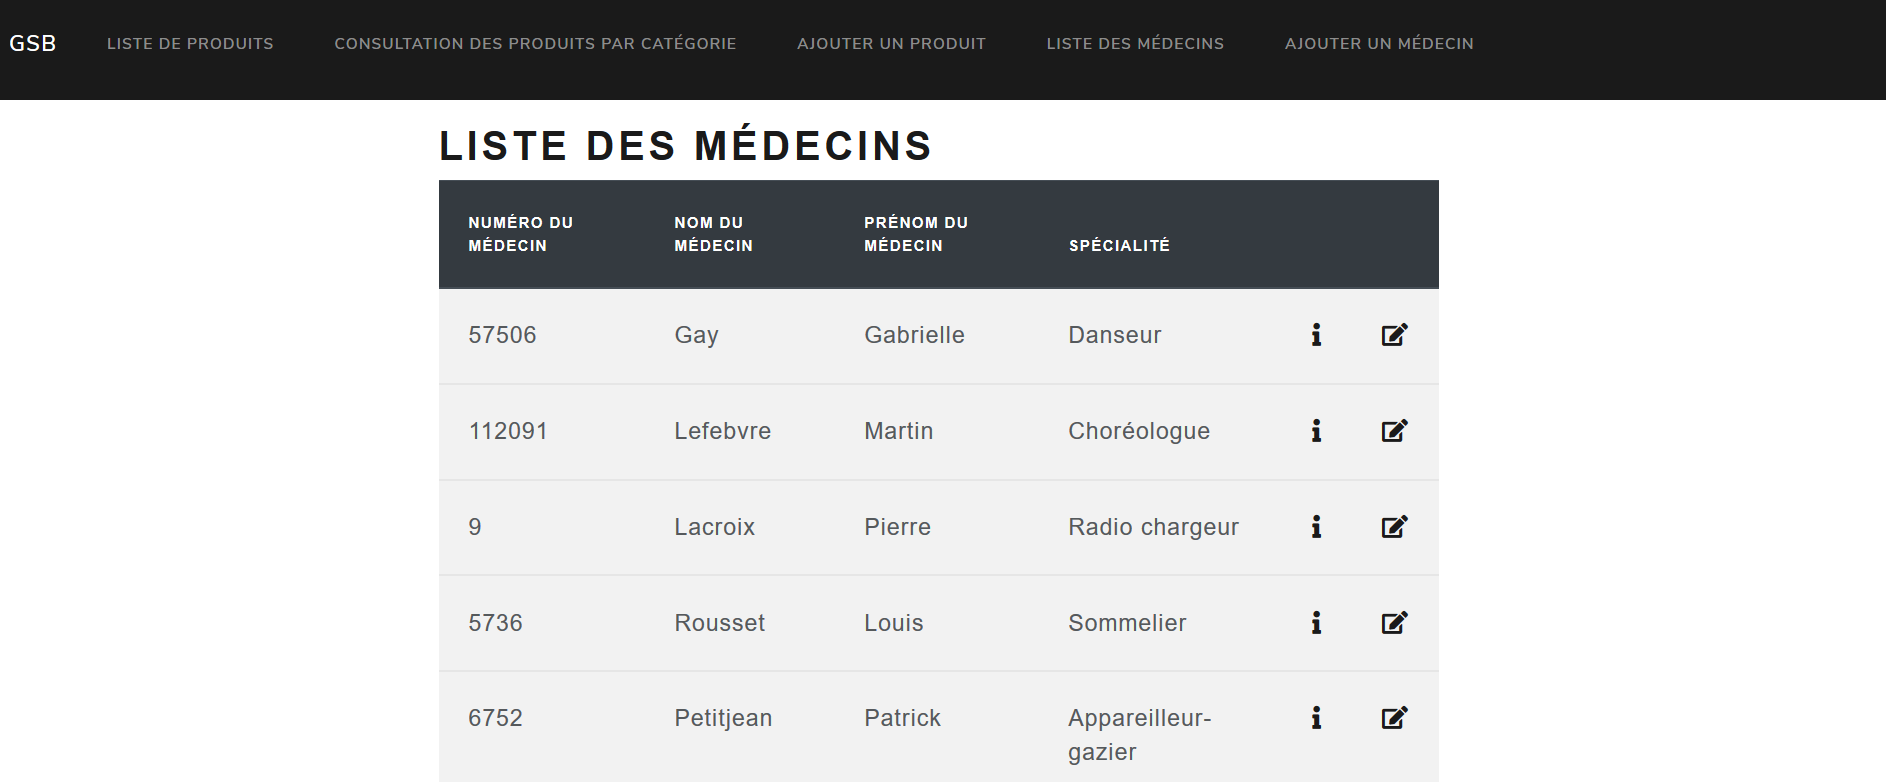 GSB LISTE DE PRODUITS CONSULTATION DES PRODUITS PAR CATÉGORIE AJOUTER UN PRODUIT LISTE DES MÉDECINS AJOUTER UN MÉDECIN
LISTE DES MÉDECINS
NUMÉRO DU MÉDECIN NOM DU MÉDECIN PRÉNOM DU MÉDECIN SPÉCIALITÉ
57506 Gay Gabrielle Danseur
112091 Lefebvre Martin Choréologue
9 Lacroix Pierre Radio chargeur
5736 Rousset Louis Sommelier
6752 Petitjean Patrick Appareilleur-
gazier